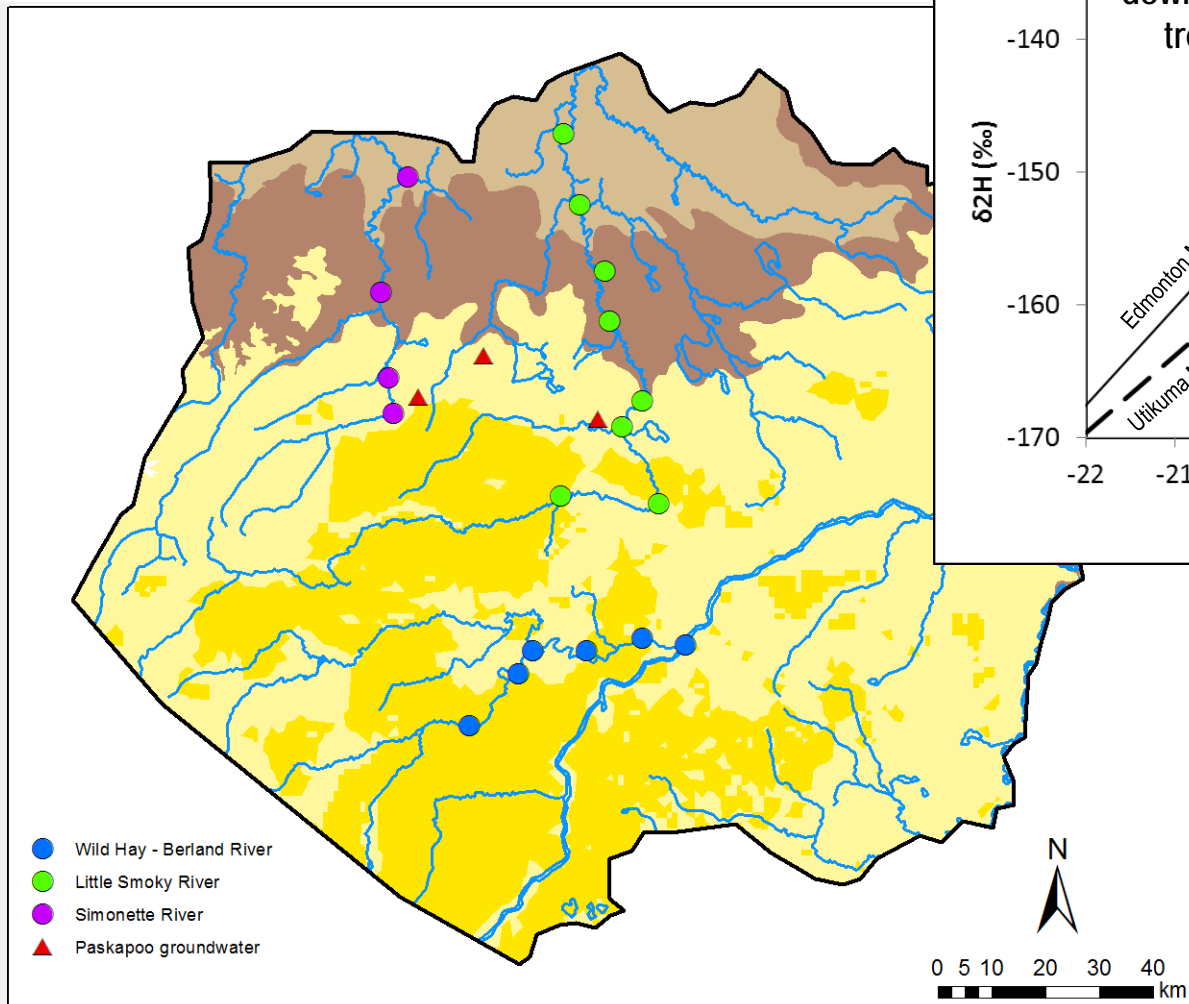 tre
-140
-150
-160
-170
δ2H (‰)
Edmonton
Utikuma
-22
-21
Wild Hay - Berland River
Little Smoky River
Simonette River
Paskapoo groundwater
N
0 5 10 20 30 40
km